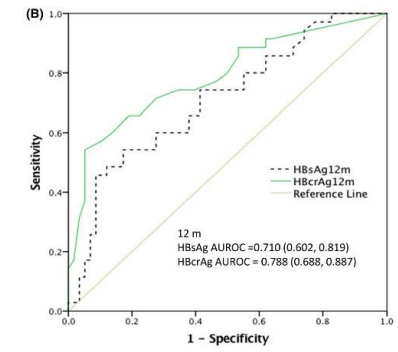 (B)
1.0
0.8
0.6
0.4
0.2
0.0
Sensitivity
HBsAg12m
HBcrAg12m
Reference Line
12 m
HBsAg AUROC =0.710 (0.602, 0.819)
HBcrAg AUROC = 0.788 (0.688, 0.887)
0.0 0.2 0.4 0.6 0.8 1.0
1 - Specificity